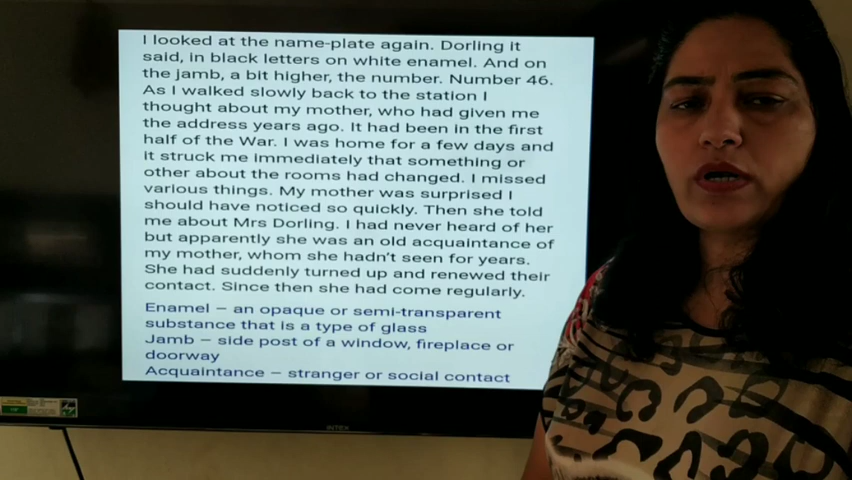 I looked at the name-plate again. Dorling it
said, in black letters on white enamel. And on
the jamb, a bit higher, the number. Number 46.
As I walked slowly back to the station I
thought about my mother, who had given me
the address years ago. It had been in the first
half of the War. I was home for a few days and
it struck me immediately that something or
other about the rooms had changed. I missed
various things. My mother was surprised I
should have noticed so quickly. Then she told
me about Mrs Dorling. I had never heard of her
but apparently she was an old acquaintance of
my mother, whom she hadn't seen for years.
She had suddenly turned up and renewed their
contact. Since then she had come regularly.
Enamel – an opaque or semi-transparent
substance that is a type of glass
Jamb – side post of a window, fireplace or
doorway
Acquaintance – stranger or social contact
INTEX